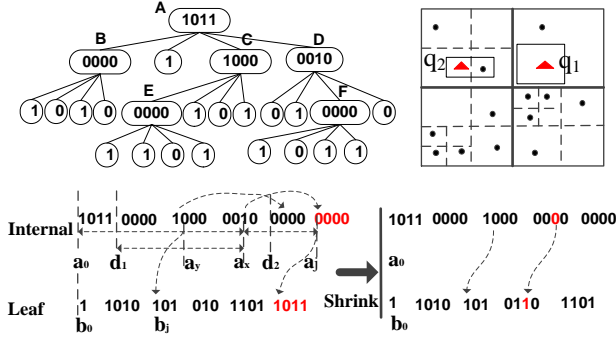 A
1011
B
C
D
0000
1
1000
0010
E
F
1
0
1
0
0000
1
0
1
0
1
0000
0
1
1
0
1
1
0
1
1
q2
q1
Internal
1011 0000 1000 0010 0000 0000
a0 d1 ay ax d2 aj
Leaf
1 1010 101 010 1101 1011
b0 bj
Shrink
1011 0000 1000 0000 0000
a0
1 1010 101 0110 1101
b0